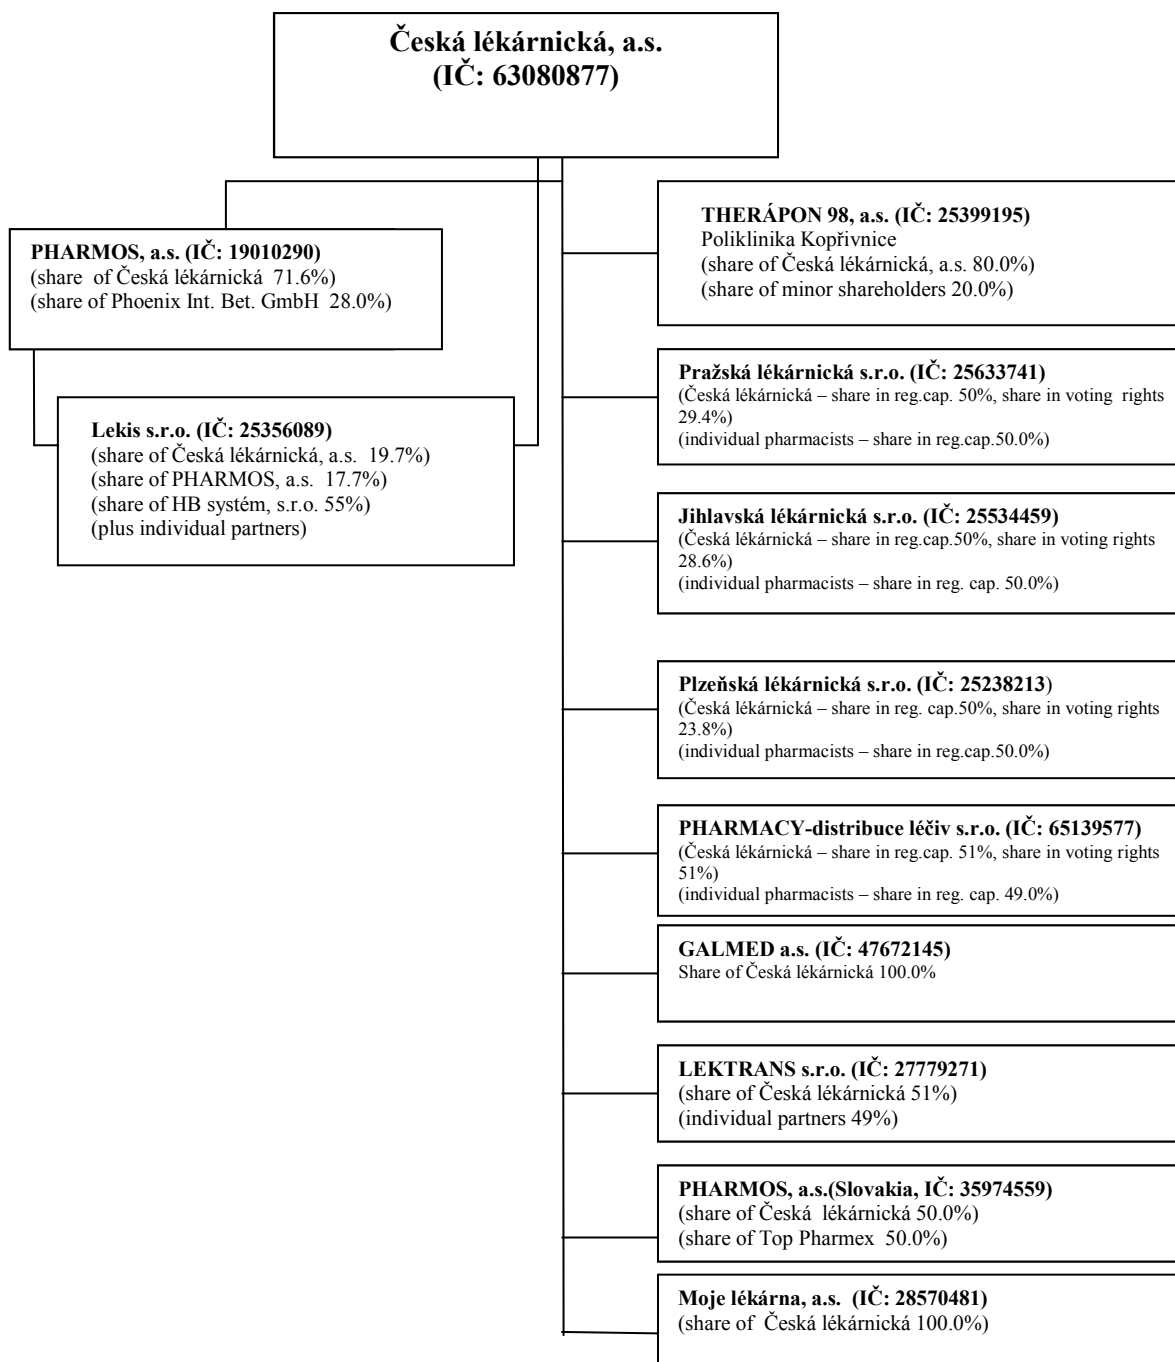 Česká lékárnická, a.s.
(IČ: 63080877)
PHARMOS, a.s. (IČ: 19010290)
(share of Česká lékárnická 71.6%)
(share of Phoenix Int. Bet. GmbH 28.0%)
Lekis s.r.o. (IČ: 25356089)
(share of Česká lékárnická, a.s. 19.7%)
(share of PHARMOS, a.s. 17.7%)
(share of HB systém, s.r.o. 55%)
(plus individual partners)
THERÁPON 98, a.s. (IČ: 25399195)
Poliklinika Kopřivnice
(share of Česká lékárnická, a.s. 80.0%)
(share of minor shareholders 20.0%)
Pražská lékárnická s.r.o. (IČ: 25633741)
(Česká lékárnická – share in reg.cap. 50%, share in voting rights
29.4%)
(individual pharmacists – share in reg.cap.50.0%)
Jihlavská lékárnická s.r.o. (IČ: 25534459)
(Česká lékárnická – share in reg.cap.50%, share in voting rights
28.6%)
(individual pharmacists – share in reg. cap. 50.0%)
Plzeňská lékárnická s.r.o. (IČ: 25238213)
(Česká lékárnická – share in reg. cap.50%, share in voting rights
23.8%)
(individual pharmacists – share in reg.cap.50.0%)
PHARMACY-distribuce léčiv s.r.o. (IČ: 65139577)
(Česká lékárnická – share in reg.cap. 51%, share in voting rights
51%)
(individual pharmacists – share in reg. cap. 49.0%)
GALMED a.s. (IČ: 47672145)
Share of Česká lékárnická 100.0%
LEKTRANS s.r.o. (IČ: 27779271)
(share of Česká lékárnická 51%)
(individual partners 49%)
PHARMOS, a.s.(Slovakia, IČ: 35974559)
(share of Česká lékárnická 50.0%)
(share of Top Pharmex 50.0%)
Moje lékárna, a.s. (IČ: 28570481)
(share of Česká lékárnická 100.0%)